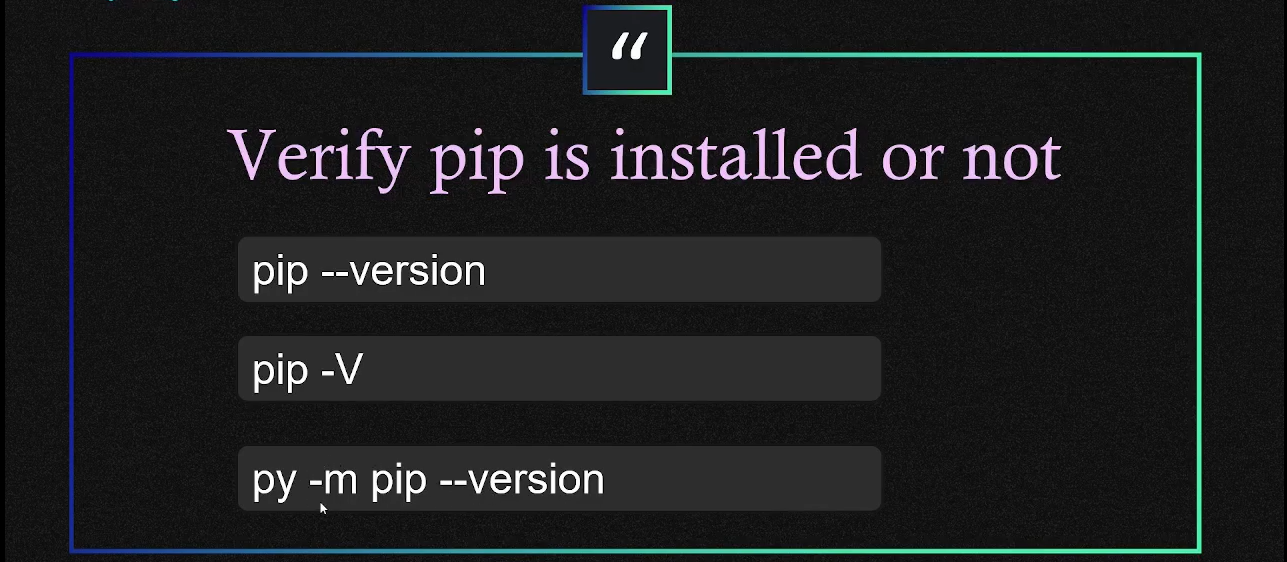 “
Verify pip is installed or not
pip --version
pip -V
py -m pip --version